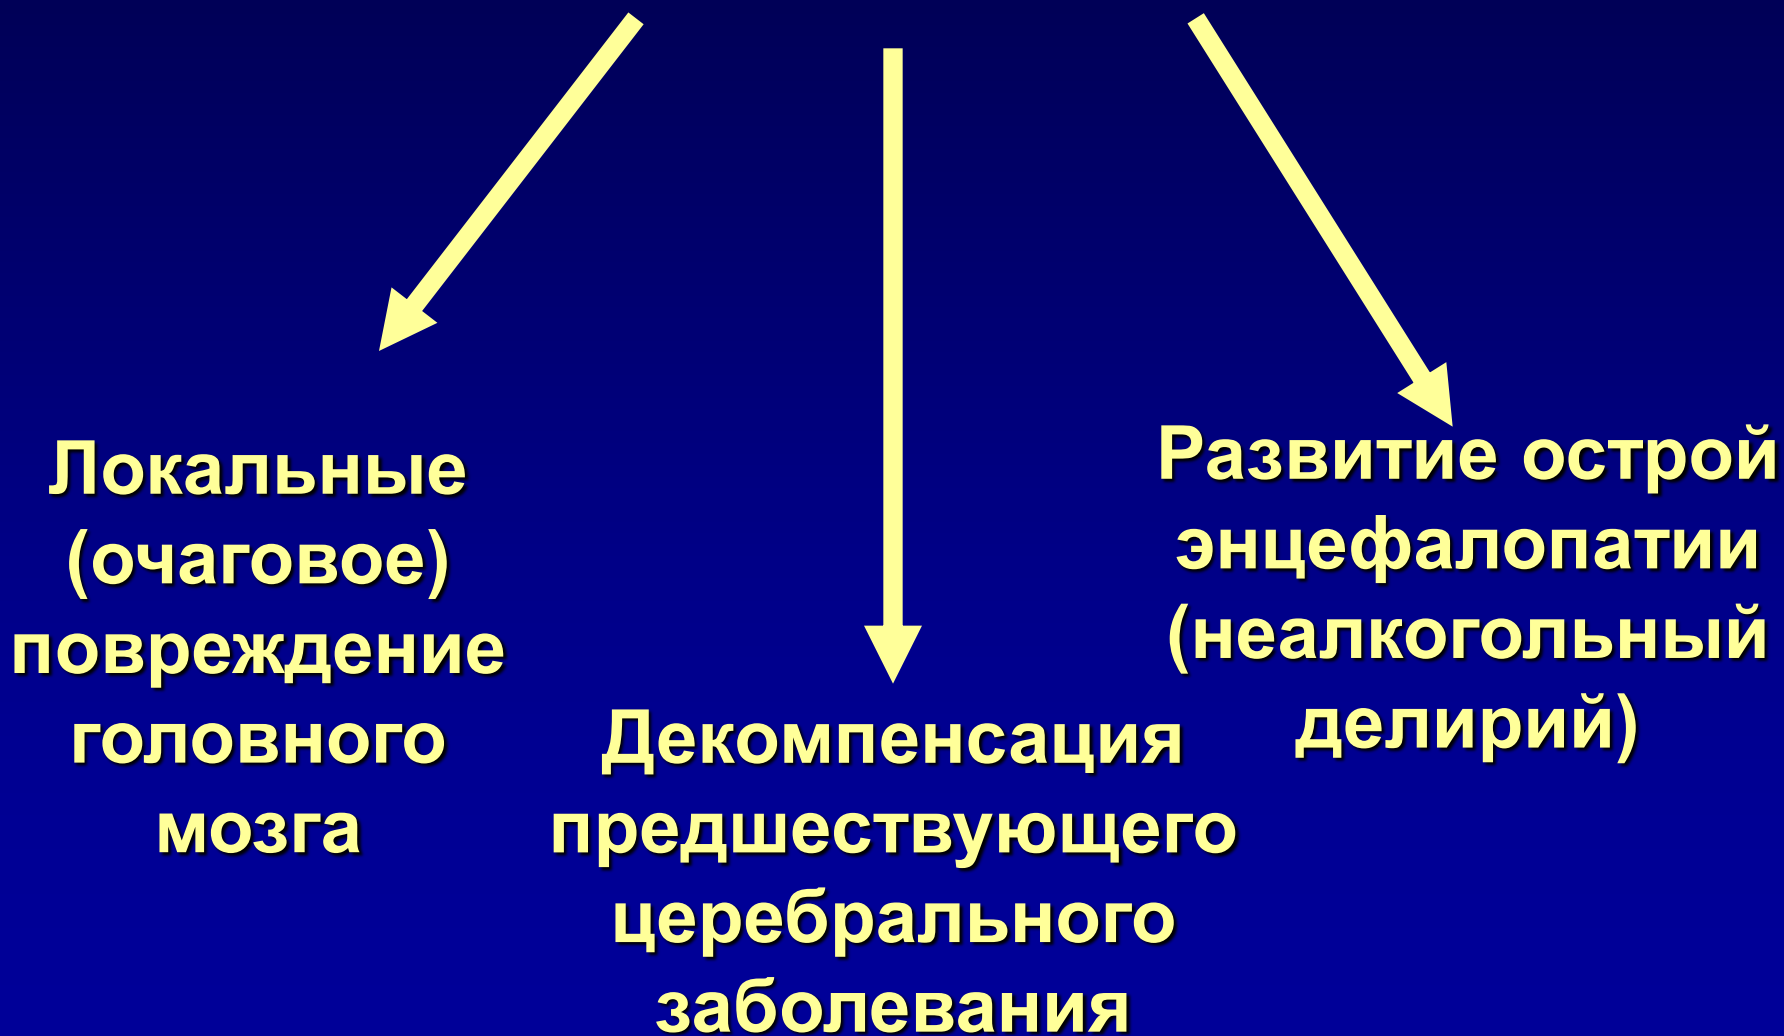 Локальные
(очаговое)
повреждение
головного
мозга
Декомпенсация
предшествующего
церебрального
заболевания
Развитие острой
энцефалопатии
(неалкогольный
делирий)